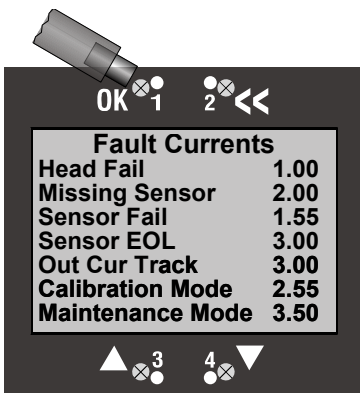 OK 1 2 <<
Fault Currents
Head Fail 1.00
Missing Sensor 2.00
Sensor Fail 1.55
Sensor EOL 3.00
Out Cur Track 3.00
Calibration Mode 2.55
Maintenance Mode 3.50
3 4